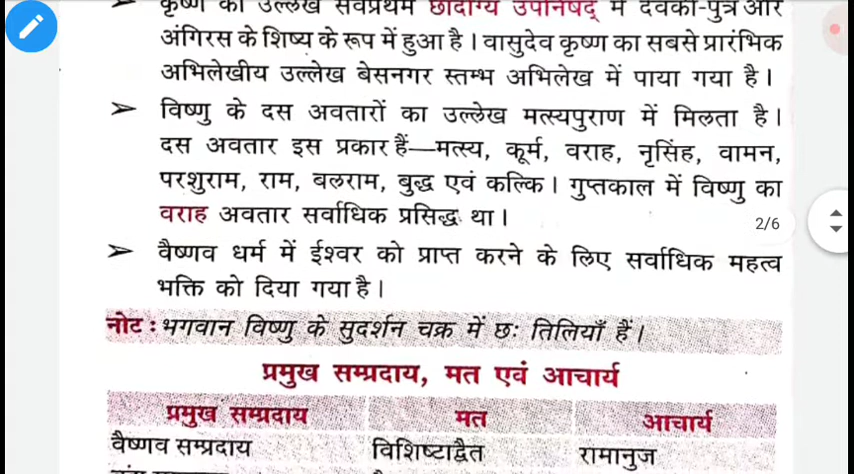 ➤ कृष्ण का उल्लेख सर्वप्रथम छांदोग्य उपनिषद् में देवकी-पुत्र और
अंगिरस के शिष्य के रूप में हुआ है। वासुदेव कृष्ण का सबसे प्रारंभिक
अभिलेखीय उल्लेख बेसनगर स्तम्भ अभिलेख में पाया गया है।
➤ विष्णु के दस अवतारों का उल्लेख मत्स्यपुराण में मिलता है।
दस अवतार इस प्रकार हैं—मत्स्य, कूर्म, वराह, नृसिंह, वामन,
परशुराम, राम, बलराम, बुद्ध एवं कल्कि। गुप्तकाल में विष्णु का
वराह अवतार सर्वाधिक प्रसिद्ध था।
2/6
➤ वैष्णव धर्म में ईश्वर को प्राप्त करने के लिए सर्वाधिक महत्व
भक्ति को दिया गया है।
नोट : भगवान विष्णु के सुदर्शन चक्र में छः तिलियाँ हैं।
प्रमुख सम्प्रदाय, मत एवं आचार्य
प्रमुख सम्प्रदाय मत आचार्य
वैष्णव सम्प्रदाय विशिष्टाद्वैत रामानुज